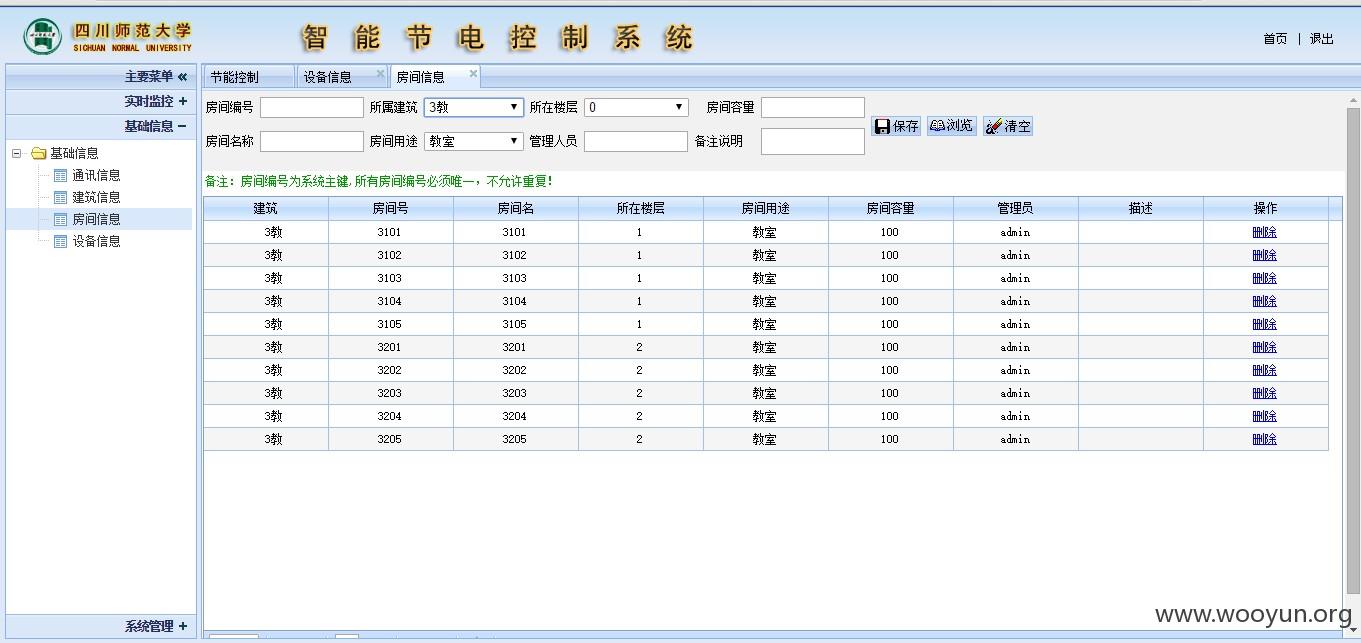 四川师范大学
SICHUAN NORMAL UNIVERSITY
智能节电控制系统
首页 | 退出
主要菜单 «
实时监控 +
基础信息 −
基础信息
通讯信息
建筑信息
房间信息
设备信息
系统管理 +
节能控制 设备信息 × 房间信息 ×
房间编号 所属建筑 3教 所在楼层 0 房间容量
房间名称 房间用途 教室 管理人员 备注说明
保存 浏览 清空
备注: 房间编号为系统主键,所有房间编号必须唯一，不允许重复!
建筑 房间号 房间名 所在楼层 房间用途 房间容量 管理员 描述 操作
3教 3101 3101 1 教室 100 admin 删除
3教 3102 3102 1 教室 100 admin 删除
3教 3103 3103 1 教室 100 admin 删除
3教 3104 3104 1 教室 100 admin 删除
3教 3105 3105 1 教室 100 admin 删除
3教 3201 3201 2 教室 100 admin 删除
3教 3202 3202 2 教室 100 admin 删除
3教 3203 3203 2 教室 100 admin 删除
3教 3204 3204 2 教室 100 admin 删除
3教 3205 3205 2 教室 100 admin 删除
www.wooyun.org